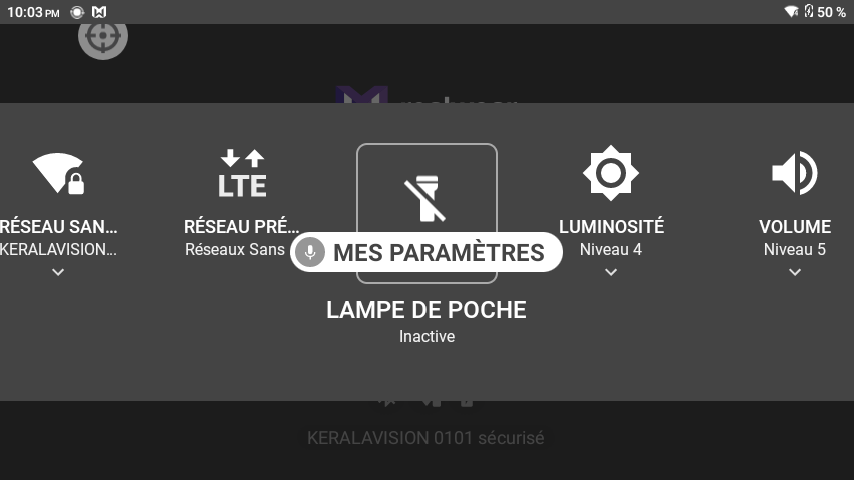 10:03 PM
50 %
RÉSEAU SAN...
KERALAVISION...
RÉSEAU PRÉ...
Réseaux Sans
LTE
MES PARAMÈTRES
LAMPE DE POCHE
Inactive
LUMINOSITÉ
Niveau 4
VOLUME
Niveau 5
KERALAVISION 0101 sécurisé